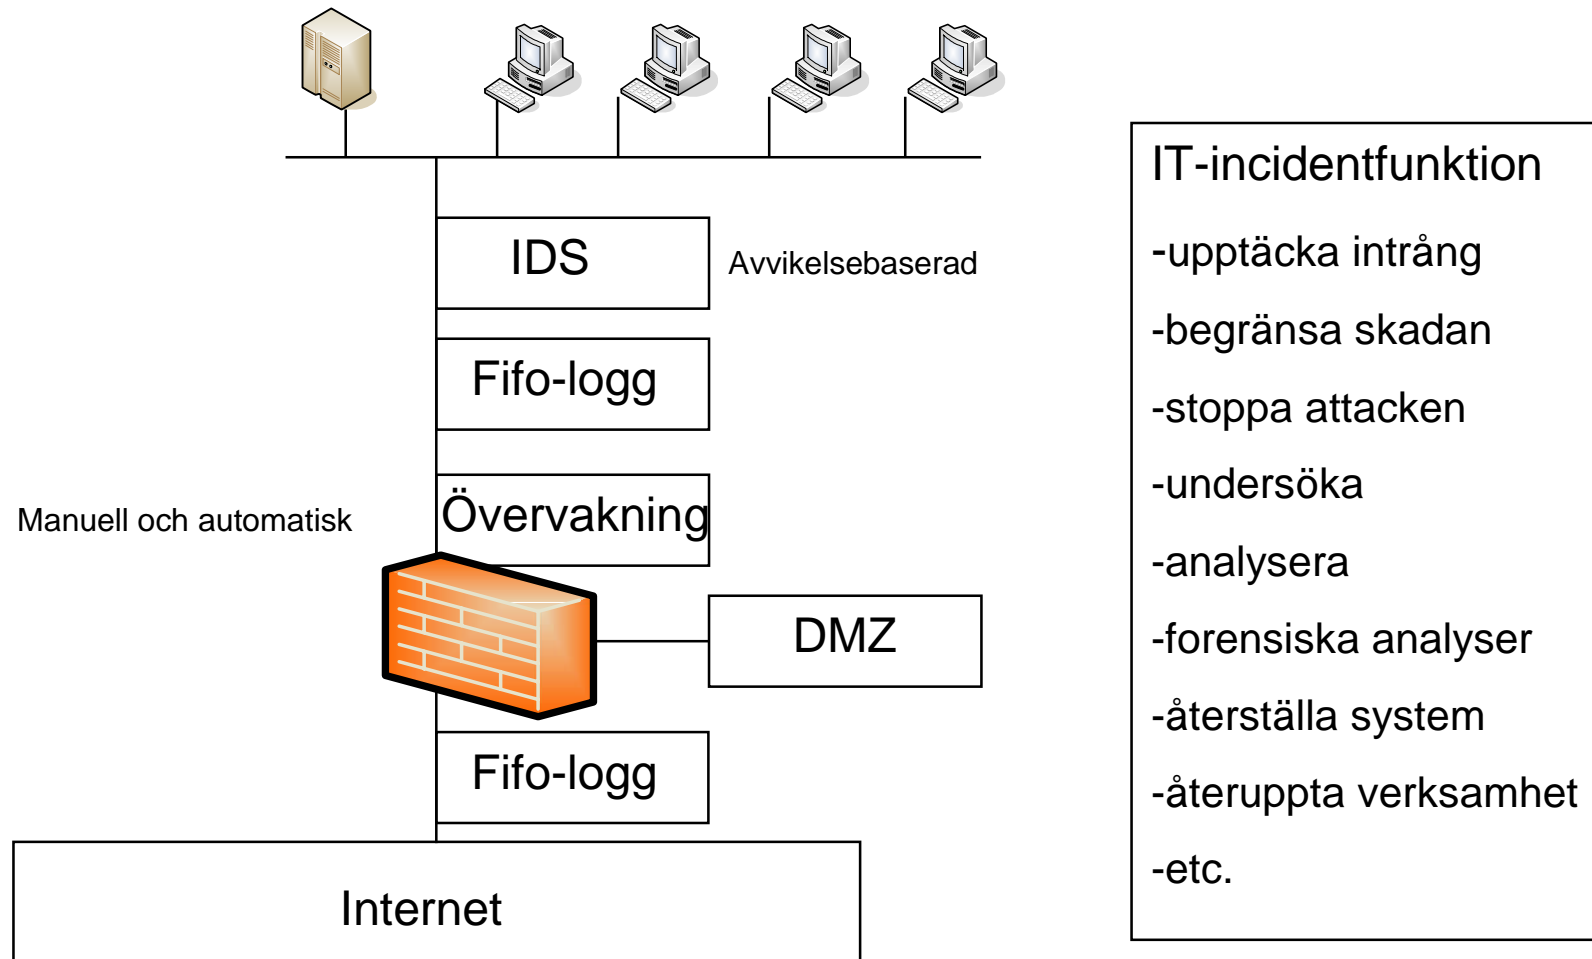 IDS
Avvikelsebaserad
Fifo-logg
Manuell och automatisk
Övervakning
DMZ
Fifo-logg
Internet
IT-incidentfunktion
-upptäcka intrång
-begränsa skadan
-stoppa attacken
-undersöka
-analysera
-forensiska analyser
-återställa system
-återuppta verksamhet
-etc.